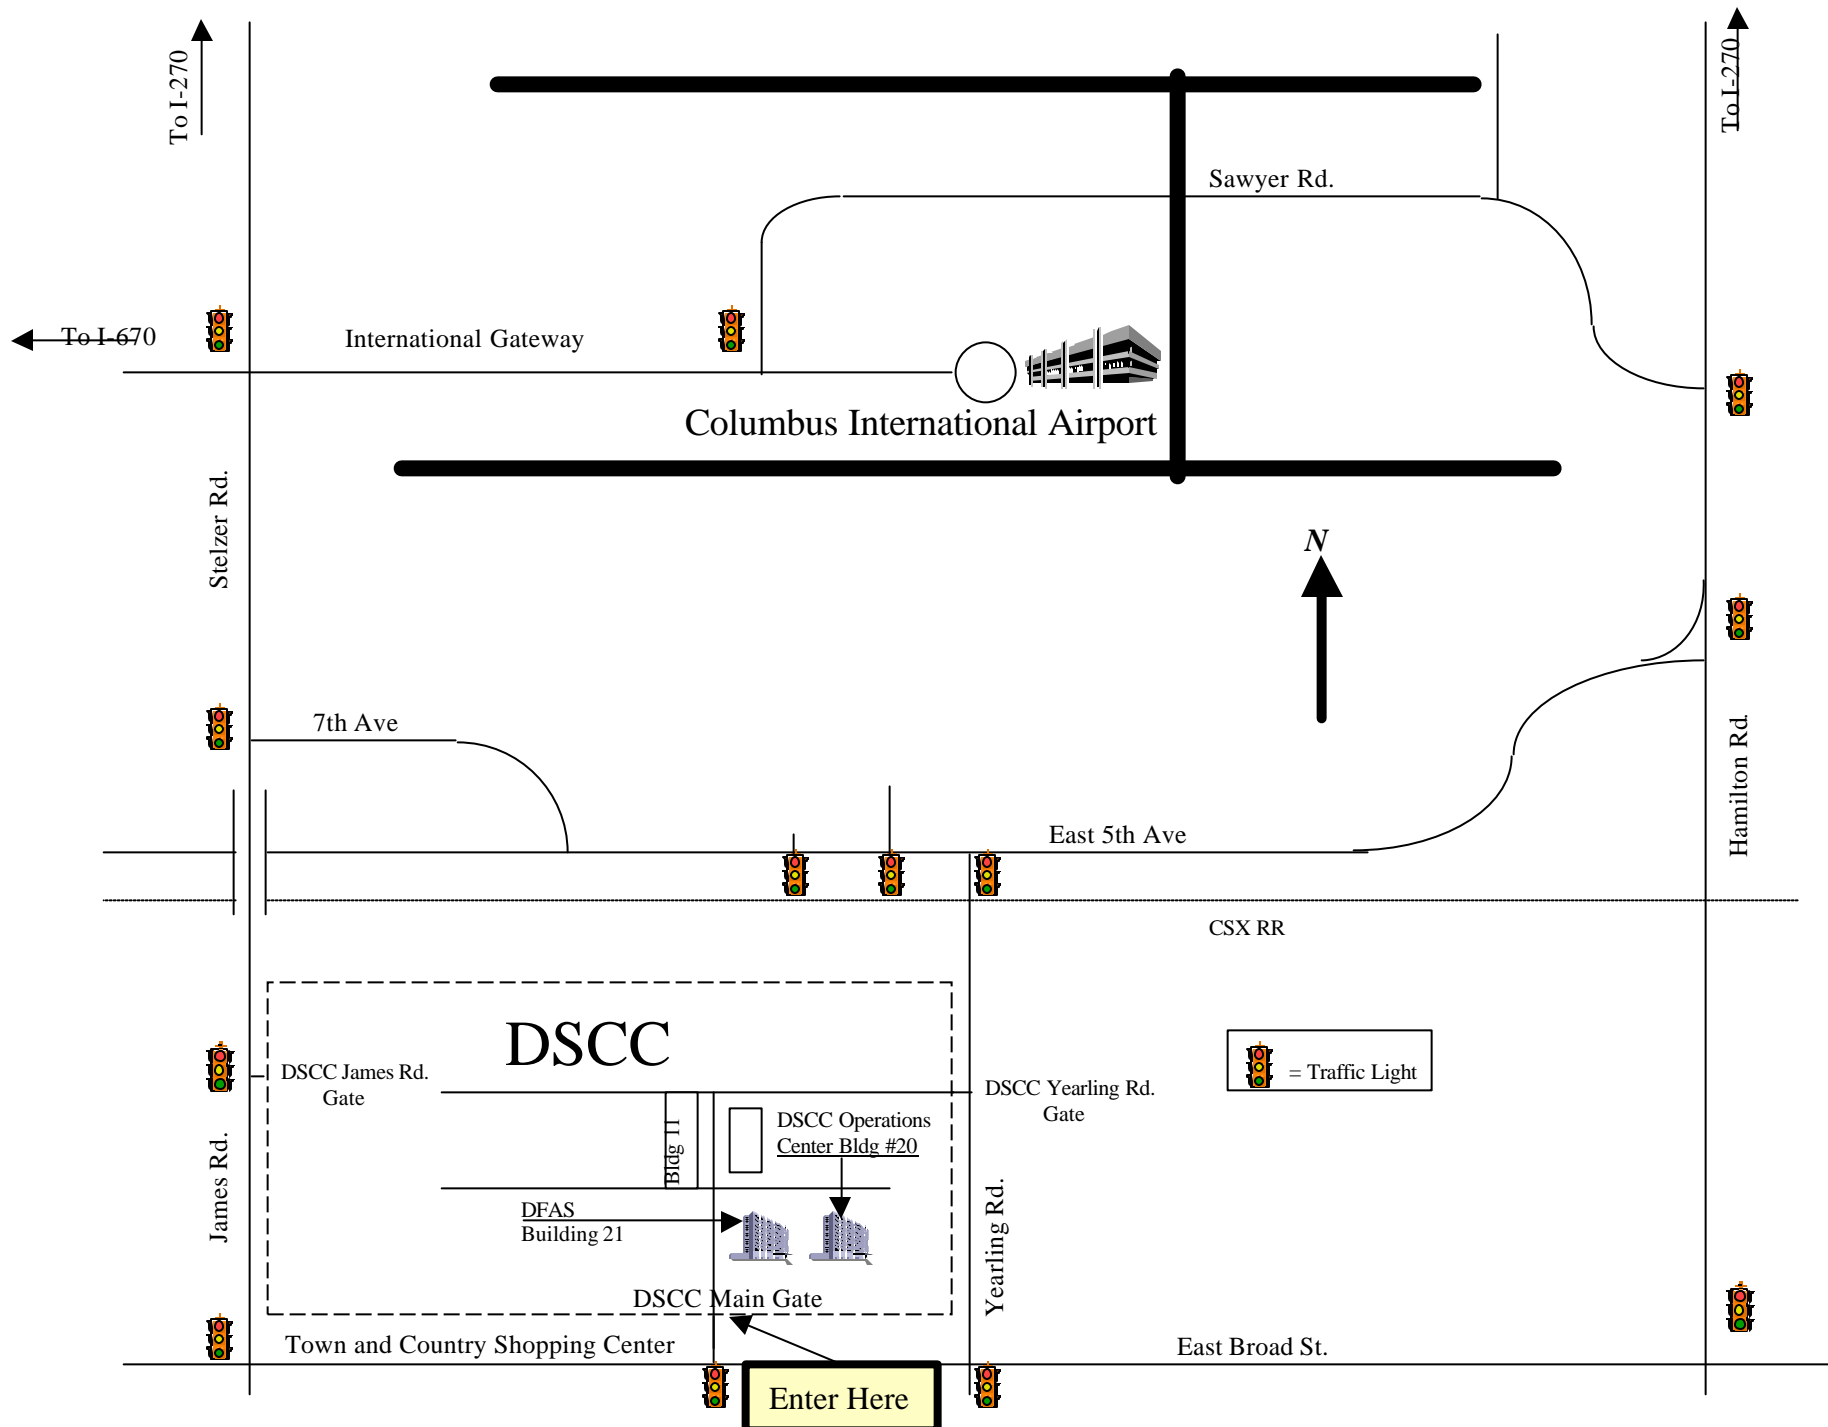 To I-270
To I-270
Sawyer Rd.
To I-670
International Gateway
Columbus International Airport
Stelzer Rd.
N
7th Ave
Hamilton Rd.
East 5th Ave
CSX RR
DSCC
DSCC James Rd.
Gate
= Traffic Light
DSCC Yearling Rd.
Gate
Bldg 11
DSCC Operations
Center Bldg #20
James Rd.
DFAS
Building 21
Yearling Rd.
DSCC Main Gate
Town and Country Shopping Center
East Broad St.
Enter Here